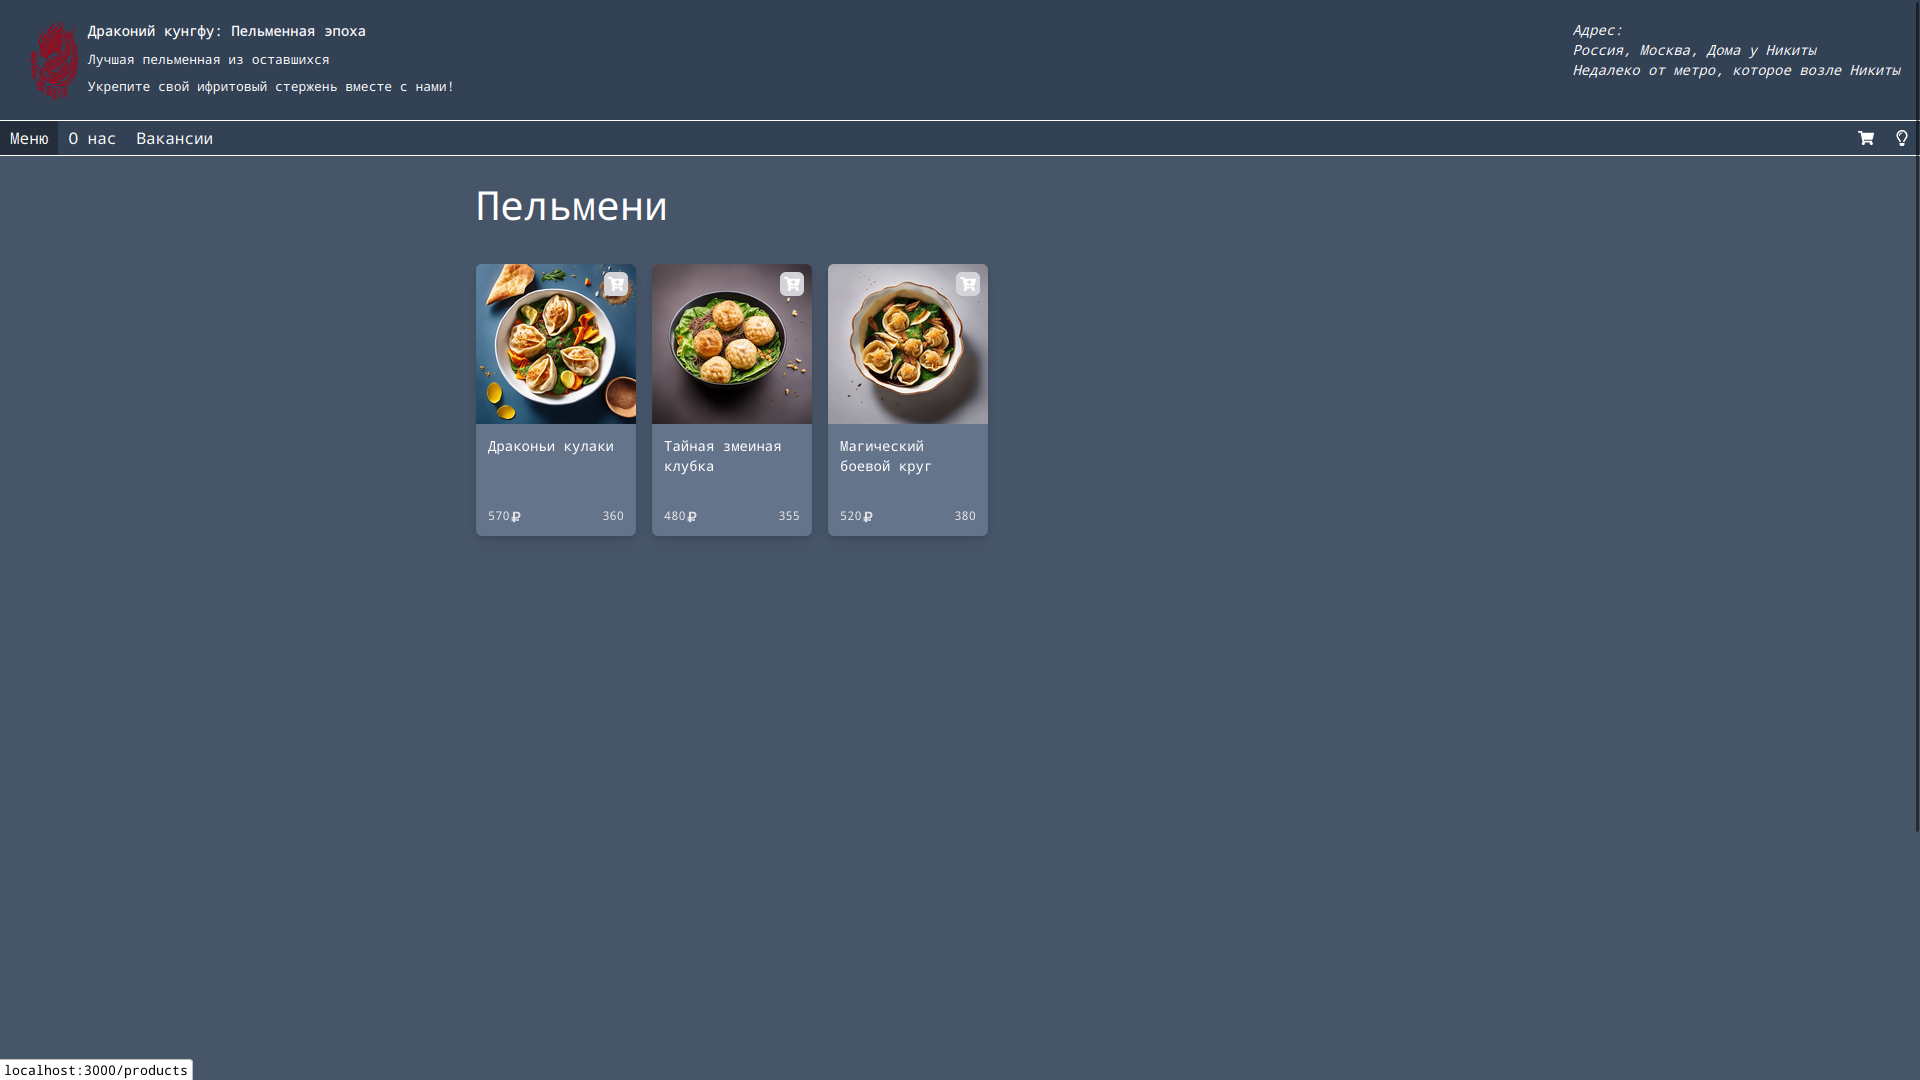 Драконий кунгфу: Пельменная эпоха
Лучшая пельменная из оставшихся
Укрепите свой ифритовый стержень вместе с нами!
Адрес:
Россия, Москва, Дома у Никиты
Недалеко от метро, которое возле Никиты
Меню О нас Вакансии
Пельмени
Драконьи кулаки
570₽ 360
Тайная змеиная
клубка
480₽ 355
Магический
боевой круг
520₽ 380
localhost:3000/products